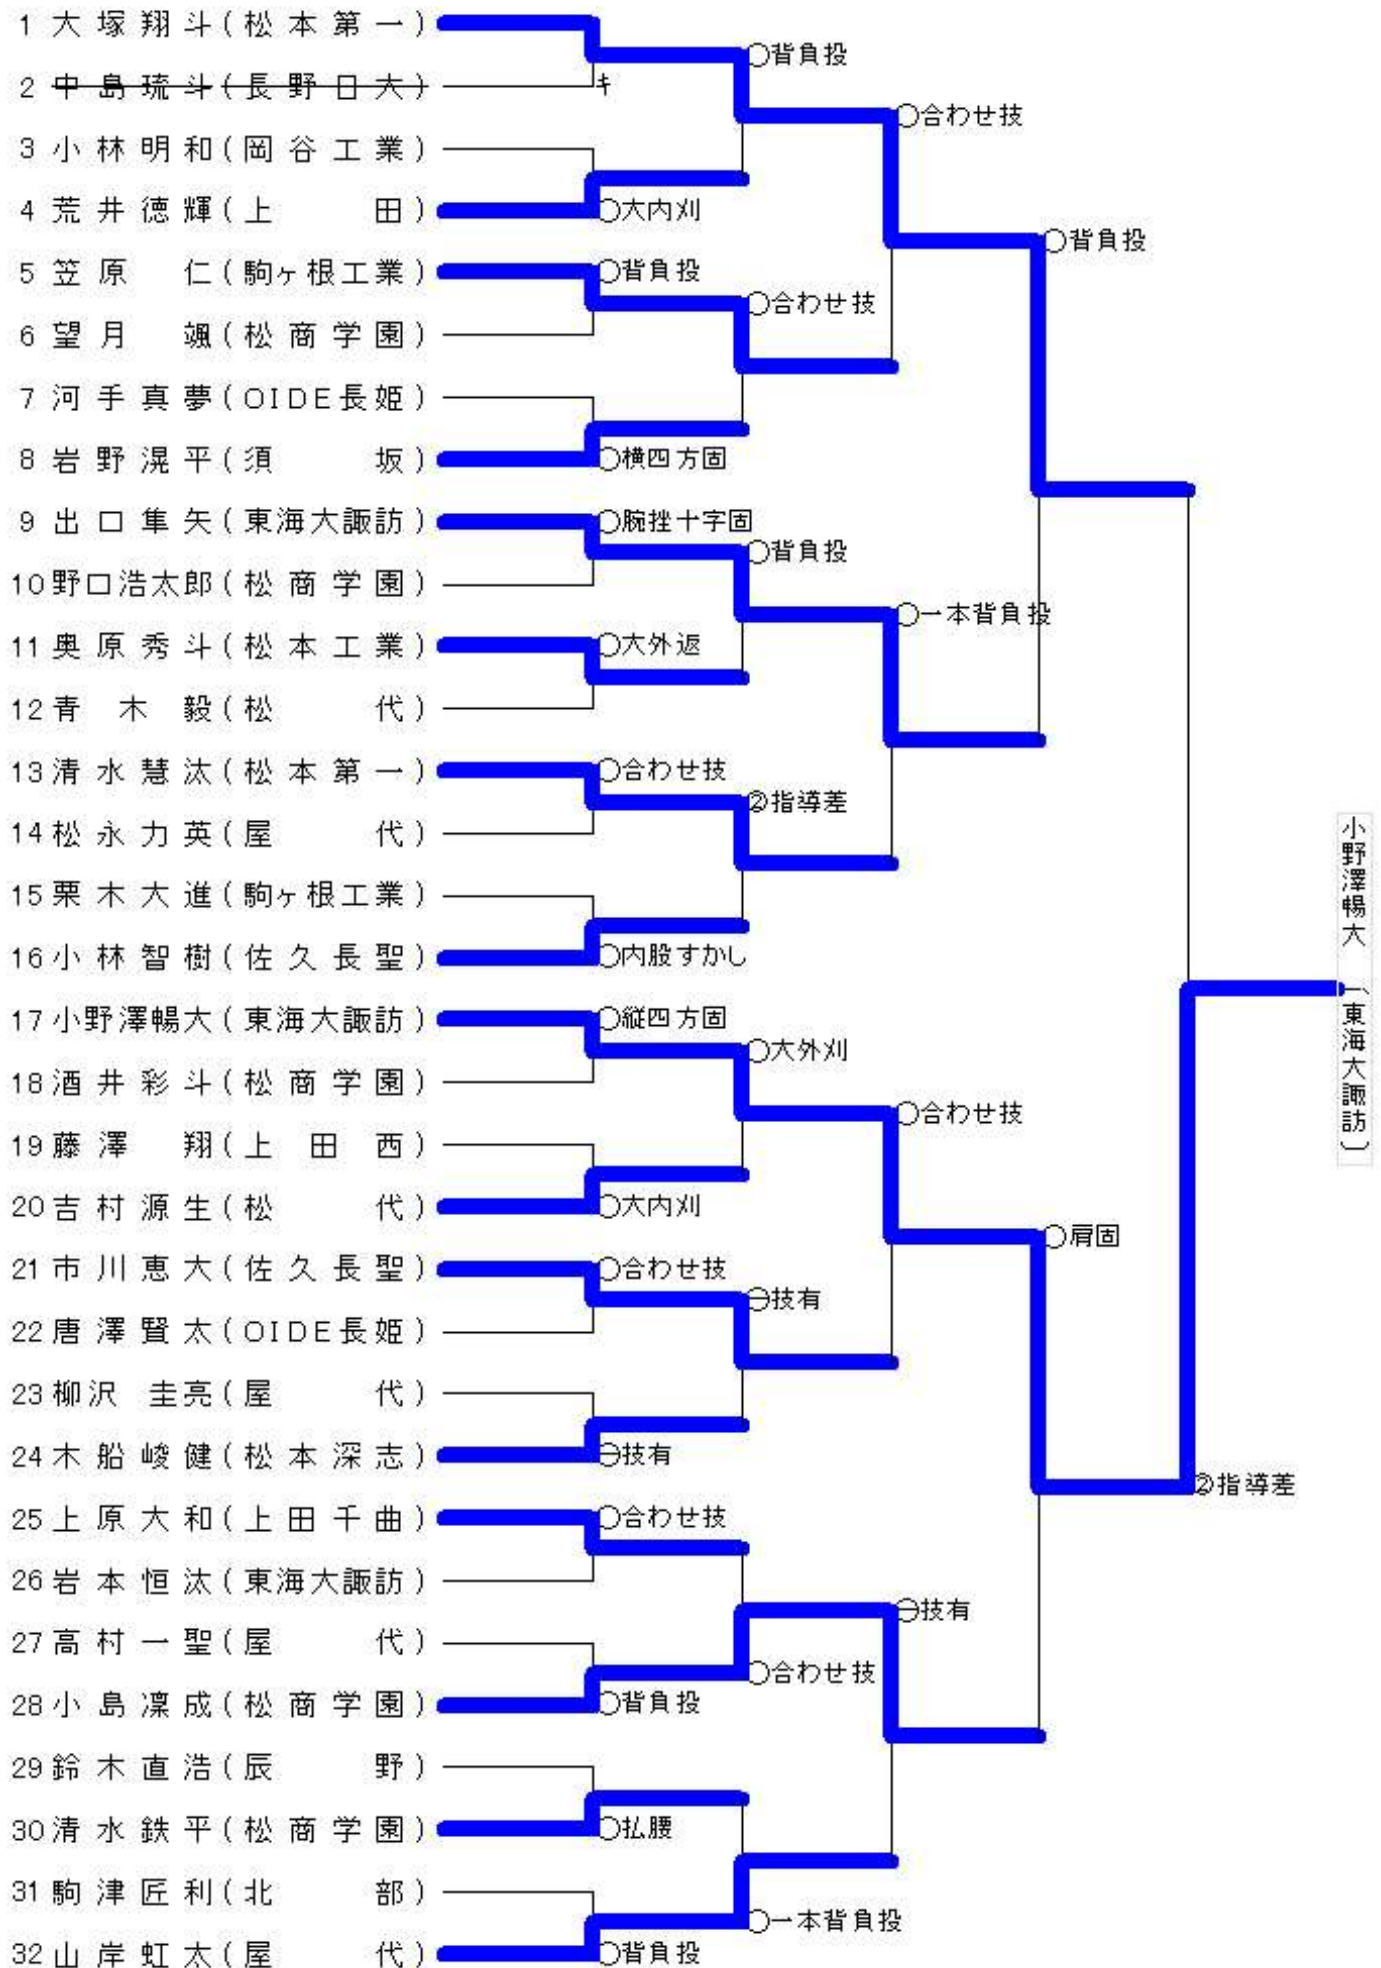 1 大塚翔斗(松本第一)
○背負投
2 中島琉斗(長野日大)
キ
○合わせ技
3 小林明和(岡谷工業)
4 荒井徳輝(上田)
○大内刈
○背負投
5 笠原仁(駒ヶ根工業)
○背負投
○合わせ技
6 望月颯(松商学園)
7 河手真夢(OIDE長姫)
8 岩野滉平(須坂)
○横四方固
9 出口隼矢(東海大諏訪)
○腕挫十字固
○背負投
10 野口浩太郎(松商学園)
○一本背負投
11 奥原秀斗(松本工業)
○大外返
12 青木毅(松代)
13 清水慧汰(松本第一)
○合わせ技
②指導差
14 松永力英(屋代)
15 栗木大進(駒ヶ根工業)
16 小林智樹(佐久長聖)
○内股すかし
小野澤暢大(東海大諏訪)
17 小野澤暢大(東海大諏訪)
○縦四方固
○大外刈
18 酒井彩斗(松商学園)
○合わせ技
19 藤澤翔(上田西)
20 吉村源生(松代)
○大内刈
○肩固
21 市川恵大(佐久長聖)
○合わせ技
㊀技有
22 唐澤賢太(OIDE長姫)
23 柳沢圭亮(屋代)
24 木船峻健(松本深志)
㊀技有
②指導差
25 上原大和(上田千曲)
○合わせ技
26 岩本恒汰(東海大諏訪)
㊀技有
27 高村一聖(屋代)
○合わせ技
28 小島凜成(松商学園)
○背負投
29 鈴木直浩(辰野)
30 清水鉄平(松商学園)
○払腰
31 駒津匠利(北部)
○一本背負投
32 山岸虹太(屋代)
○背負投